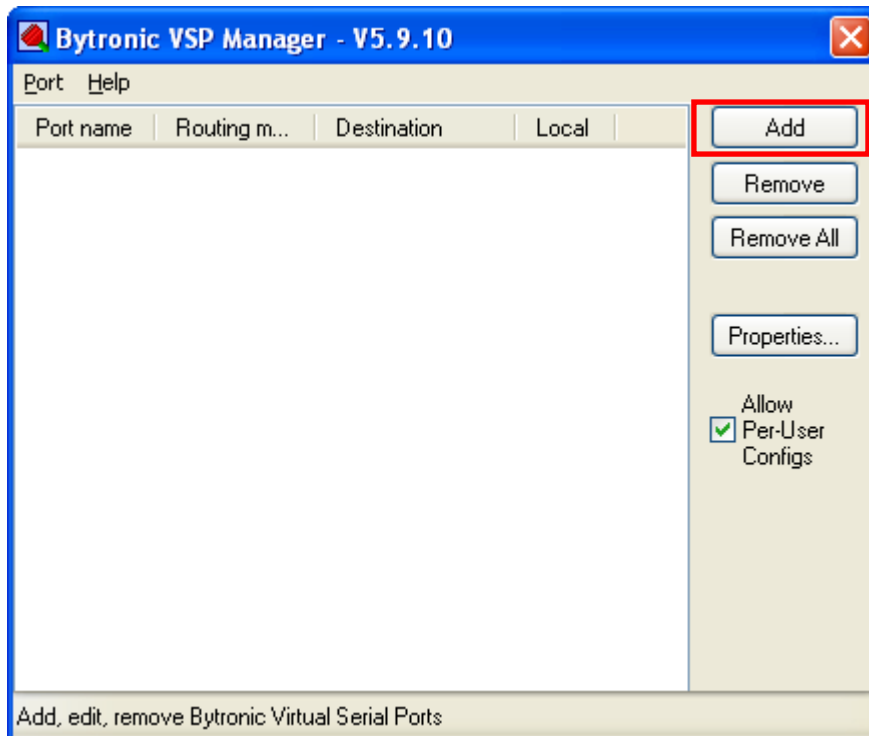 Bytronic VSP Manager - V5.9.10
Port Help
Port name Routing m... Destination Local
Add
Remove
Remove All
Properties...
Allow
Per-User
Configs
Add, edit, remove Bytronic Virtual Serial Ports